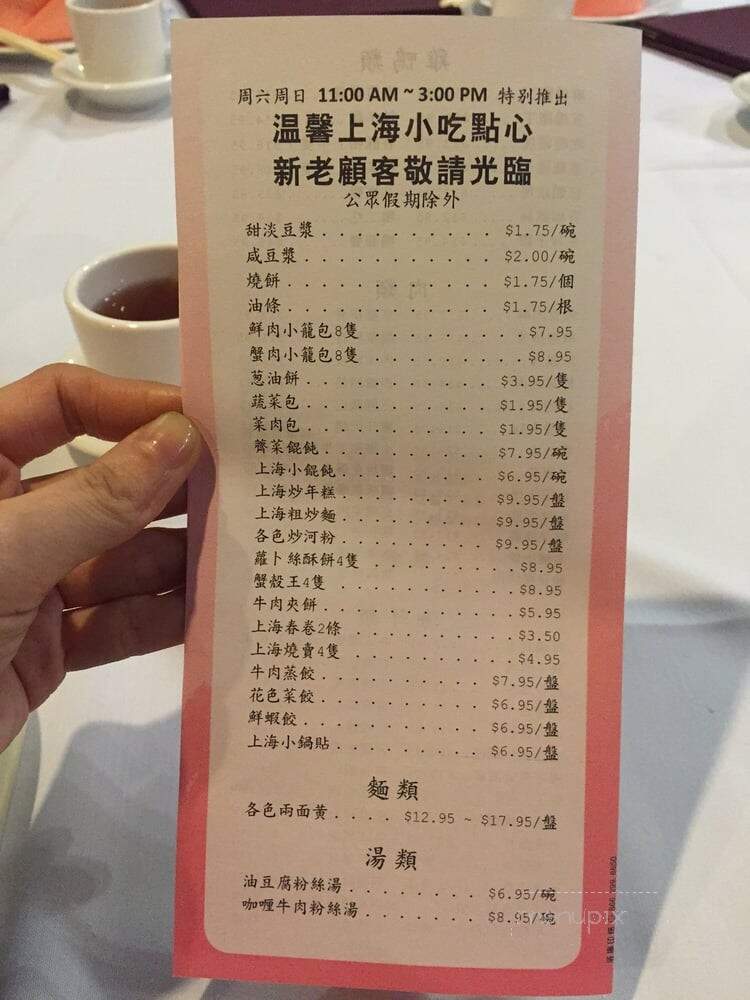 周六周日 11:00 AM ~ 3:00 PM 特别推出
温馨上海小吃點心
新老顧客敬請光臨
公眾假期除外
甜淡豆漿 . . . . . . . . . . . $1.75/碗
咸豆漿 . . . . . . . . . . . . $2.00/碗
燒餅 . . . . . . . . . . . . . $1.75/個
油條 . . . . . . . . . . . . . $1.75/根
鮮肉小籠包8隻 . . . . . . . . . . $7.95
蟹肉小籠包8隻 . . . . . . . . . . $8.95
葱油餅 . . . . . . . . . . . . $3.95/隻
蔬菜包 . . . . . . . . . . . . $1.95/隻
菜肉包 . . . . . . . . . . . . $1.95/隻
薺菜餛飩 . . . . . . . . . . . $7.95/碗
上海小餛飩 . . . . . . . . . . $6.95/碗
上海炒年糕 . . . . . . . . . . $9.95/盤
上海粗炒麵 . . . . . . . . . . $9.95/盤
各色炒河粉 . . . . . . . . . . $9.95/盤
蘿卜絲酥餅4隻 . . . . . . . . . . $8.95
蟹殼王4隻 . . . . . . . . . . . . $8.95
牛肉夾餅 . . . . . . . . . . . . $5.95
上海春卷2條 . . . . . . . . . . . $3.50
上海燒賣4隻 . . . . . . . . . . . $4.95
牛肉蒸餃 . . . . . . . . . . . $7.95/盤
花色菜餃 . . . . . . . . . . . $6.95/盤
鮮蝦餃 . . . . . . . . . . . . $6.95/盤
上海小鍋貼 . . . . . . . . . . $6.95/盤
麵類
各色兩面黃 . . . . $12.95 ~ $17.95/盤
湯類
油豆腐粉絲湯 . . . . . . . . . $6.95/碗
咖喱牛肉粉絲湯 . . . . . . . . $8.95/碗
menupix